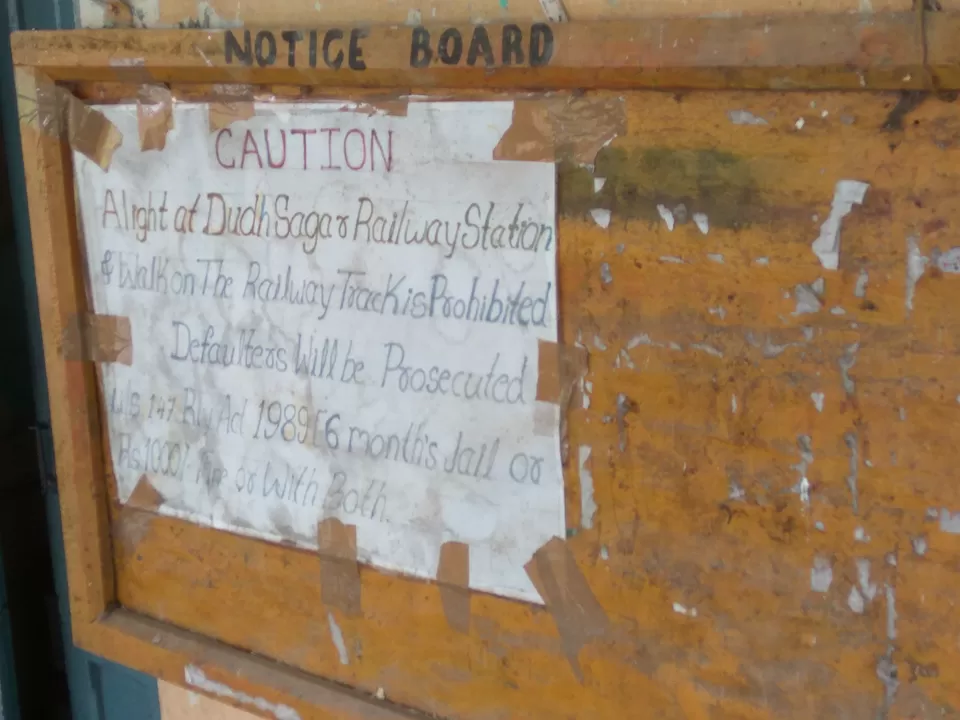 NOTICE BOARD
CAUTION
Alright at DudhSagar Railway Station
& Walk on The Railway Track is Prohibited
Defaulters Will be Prosecuted
U/s 147 Rly Act 1989 [6 month's Jail or
Rs 1000/- Fine or With Both.